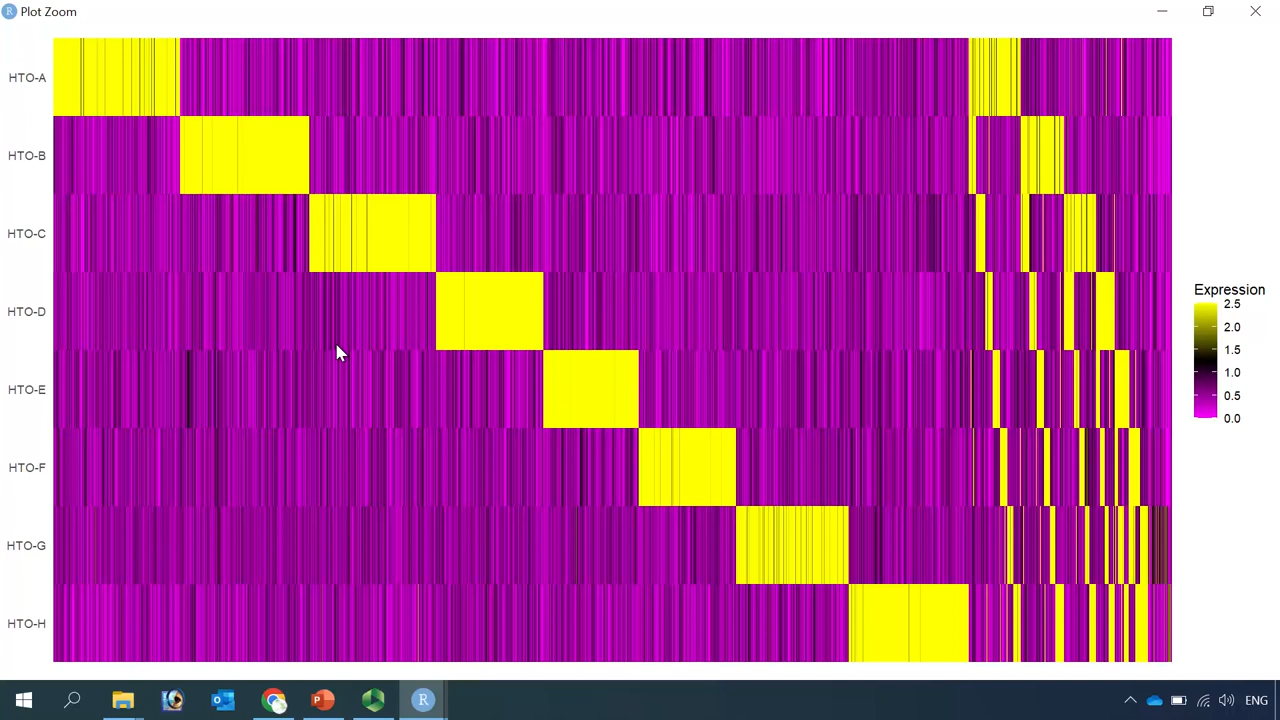 Plot Zoom
HTO-A
HTO-B
HTO-C
HTO-D
HTO-E
HTO-F
HTO-G
HTO-H
Expression
2.5
2.0
1.5
1.0
0.5
0.0
ENG